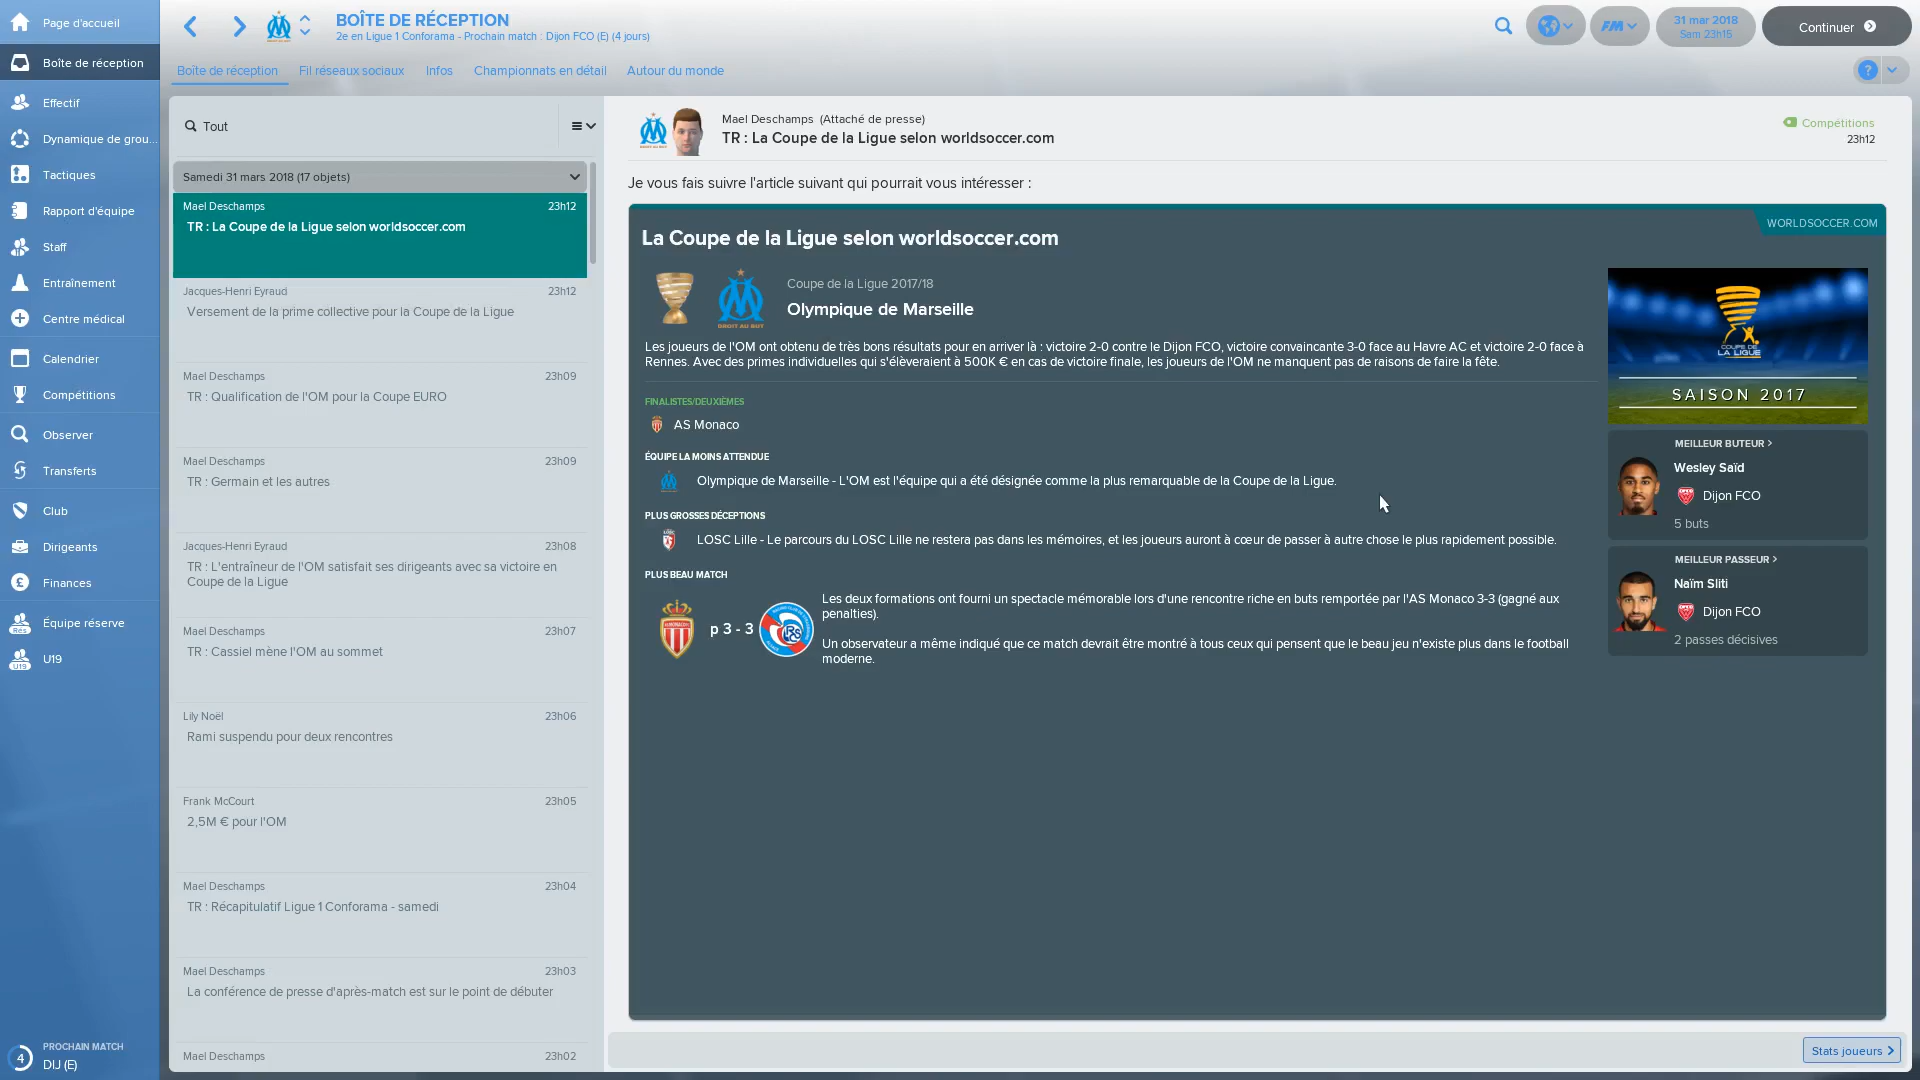 Page d'accueil
Boîte de réception
Effectif
Dynamique de grou...
Tactiques
Rapport d'équipe
Staff
Entraînement
Centre médical
Calendrier
Compétitions
Observer
Transferts
Club
Dirigeants
Finances
Équipe réserve
U19
4
PROCHAIN MATCH
DIJ (E)
BOÎTE DE RÉCEPTION
2e en Ligue 1 Conforama - Prochain match : Dijon FCO (E) (4 jours)
FM
31 mar 2018
Sam 23h15
Continuer
Boîte de réception
Fil réseaux sociaux
Infos
Championnats en détail
Autour du monde
?
Tout
Samedi 31 mars 2018 (17 objets)
Mael Deschamps 23h12
TR : La Coupe de la Ligue selon worldsoccer.com
Jacques-Henri Eyraud 23h12
Versement de la prime collective pour la Coupe de la Ligue
Mael Deschamps 23h09
TR : Qualification de l'OM pour la Coupe EURO
Mael Deschamps 23h09
TR : Germain et les autres
Jacques-Henri Eyraud 23h08
TR : L'entraîneur de l'OM satisfait ses dirigeants avec sa victoire en
Coupe de la Ligue
Mael Deschamps 23h07
TR : Cassiel mène l'OM au sommet
Lily Noël 23h06
Rami suspendu pour deux rencontres
Frank McCourt 23h05
2,5M € pour l'OM
Mael Deschamps 23h04
TR : Récapitulatif Ligue 1 Conforama - samedi
Mael Deschamps 23h03
La conférence de presse d'après-match est sur le point de débuter
Mael Deschamps 23h02
Mael Deschamps (Attaché de presse)
TR : La Coupe de la Ligue selon worldsoccer.com
Compétitions
23h12
Je vous fais suivre l'article suivant qui pourrait vous intéresser :
WORLDSOCCER.COM
La Coupe de la Ligue selon worldsoccer.com
Coupe de la Ligue 2017/18
Olympique de Marseille
DROIT AU BUT
Les joueurs de l'OM ont obtenu de très bons résultats pour en arriver là : victoire 2-0 contre le Dijon FCO, victoire convaincante 3-0 face au Havre AC et victoire 2-0 face à
Rennes. Avec des primes individuelles qui s'élèveraient à 500K € en cas de victoire finale, les joueurs de l'OM ne manquent pas de raisons de faire la fête.
FINALISTES/DEUXIÈMES
AS Monaco
ÉQUIPE LA MOINS ATTENDUE
Olympique de Marseille - L'OM est l'équipe qui a été désignée comme la plus remarquable de la Coupe de la Ligue.
PLUS GROSSES DÉCEPTIONS
LOSC Lille - Le parcours du LOSC Lille ne restera pas dans les mémoires, et les joueurs auront à cœur de passer à autre chose le plus rapidement possible.
PLUS BEAU MATCH
p 3 - 3
Les deux formations ont fourni un spectacle mémorable lors d'une rencontre riche en buts remportée par l'AS Monaco 3-3 (gagné aux
penalties).
Un observateur a même indiqué que ce match devrait être montré à tous ceux qui pensent que le beau jeu n'existe plus dans le football
moderne.
COUPE DE
LA LIGUE
SAISON 2017
MEILLEUR BUTEUR >
Wesley Saïd
Dijon FCO
5 buts
MEILLEUR PASSEUR >
Naïm Sliti
Dijon FCO
2 passes décisives
Stats joueurs